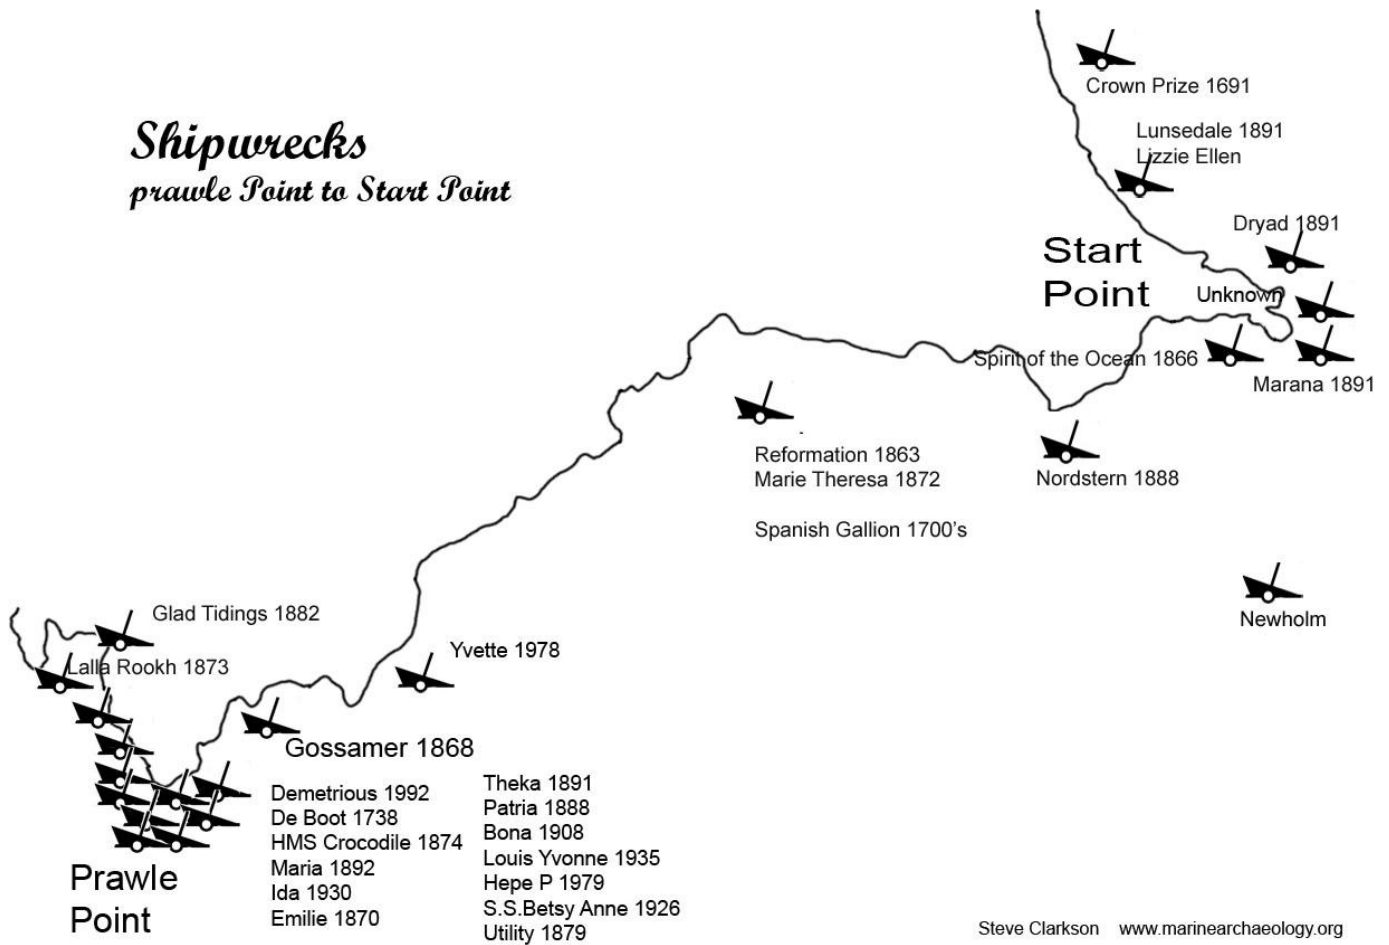 Shipwrecks
prawle Point to Start Point
Crown Prize 1691
Lunsedale 1891
Lizzie Ellen
Dryad 1891
Start
Point
Unknown
Spirit of the Ocean 1866
Marana 1891
Reformation 1863
Marie Theresa 1872
Spanish Gallion 1700's
Nordstern 1888
Newholm
Glad Tidings 1882
Lalla Rookh 1873
Yvette 1978
Gossamer 1868
Demetrious 1992
De Boot 1738
HMS Crocodile 1874
Maria 1892
Ida 1930
Emilie 1870
Theka 1891
Patria 1888
Bona 1908
Louis Yvonne 1935
Hepe P 1979
S.S.Betsy Anne 1926
Utility 1879
Prawle
Point
Steve Clarkson www.marinearchaeology.org